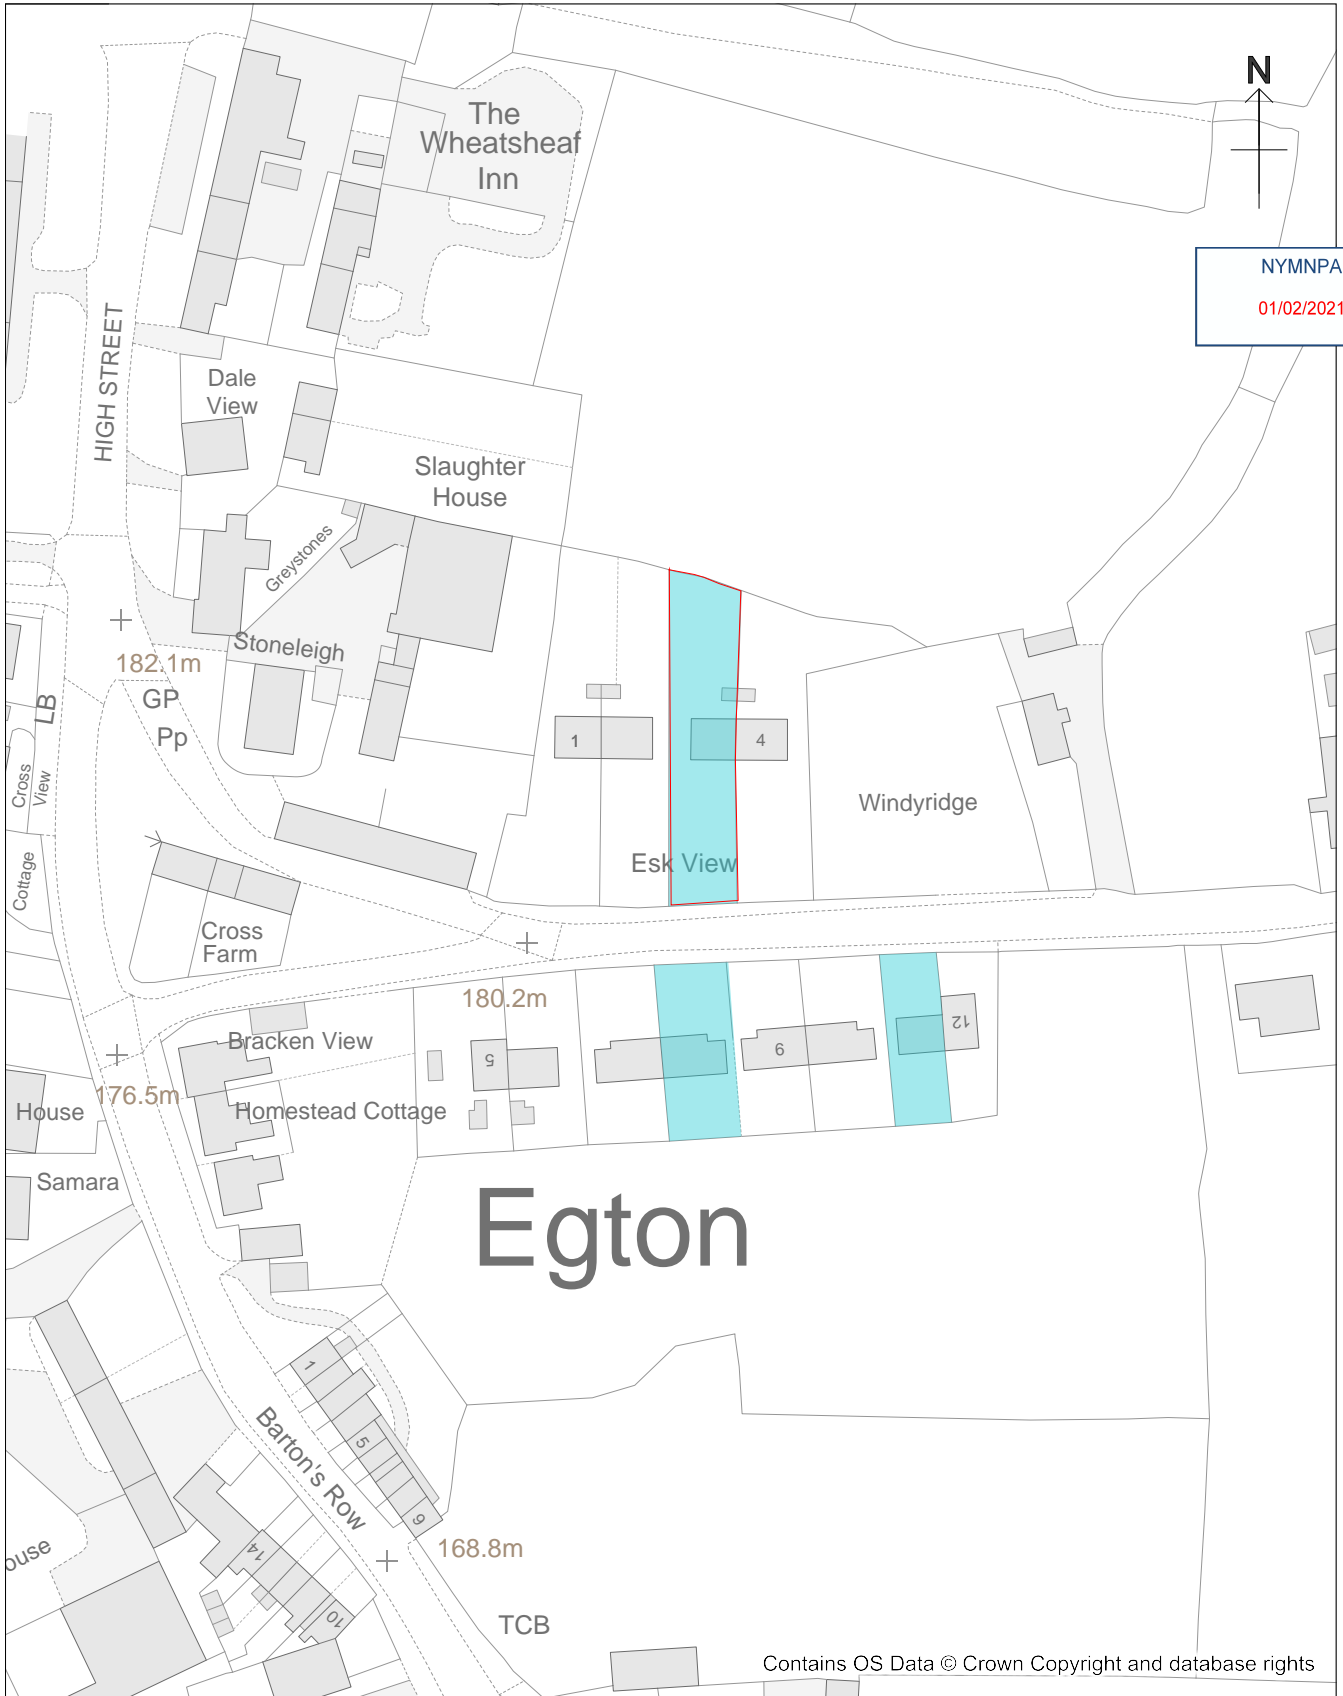 N
The
Wheatsheaf
Inn
NYMNPA
01/02/2021
HIGH STREET
Dale
View
Slaughter
House
Greystones
Stoneleigh
182.1m
GP
Pp
LB
Cross
View
Cottage
1
4
Windyridge
Esk View
Cross
Farm
180.2m
Bracken View
5
9
12
176.5m
House
Homestead Cottage
Samara
Egton
1
5
9
Barton's Row
14
10
168.8m
ouse
TCB
Contains OS Data © Crown Copyright and database rights